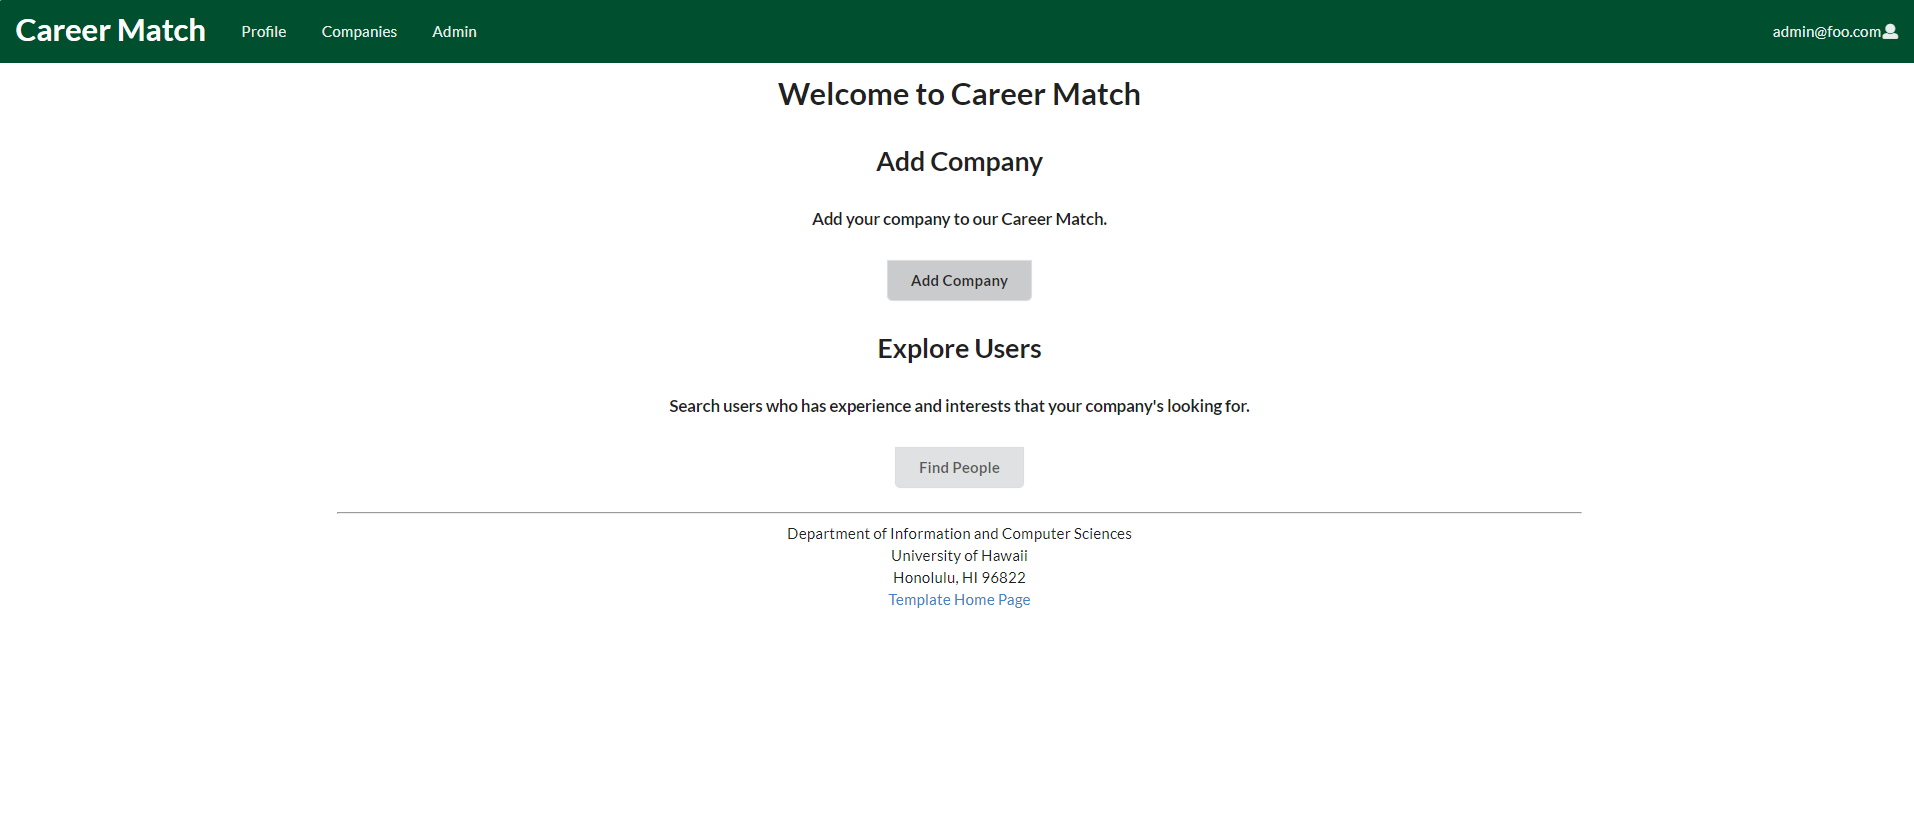 Career Match Profile Companies Admin admin@foo.com
Welcome to Career Match
Add Company
Add your company to our Career Match.
Add Company
Explore Users
Search users who has experience and interests that your company's looking for.
Find People
Department of Information and Computer Sciences
University of Hawaii
Honolulu, HI 96822
Template Home Page